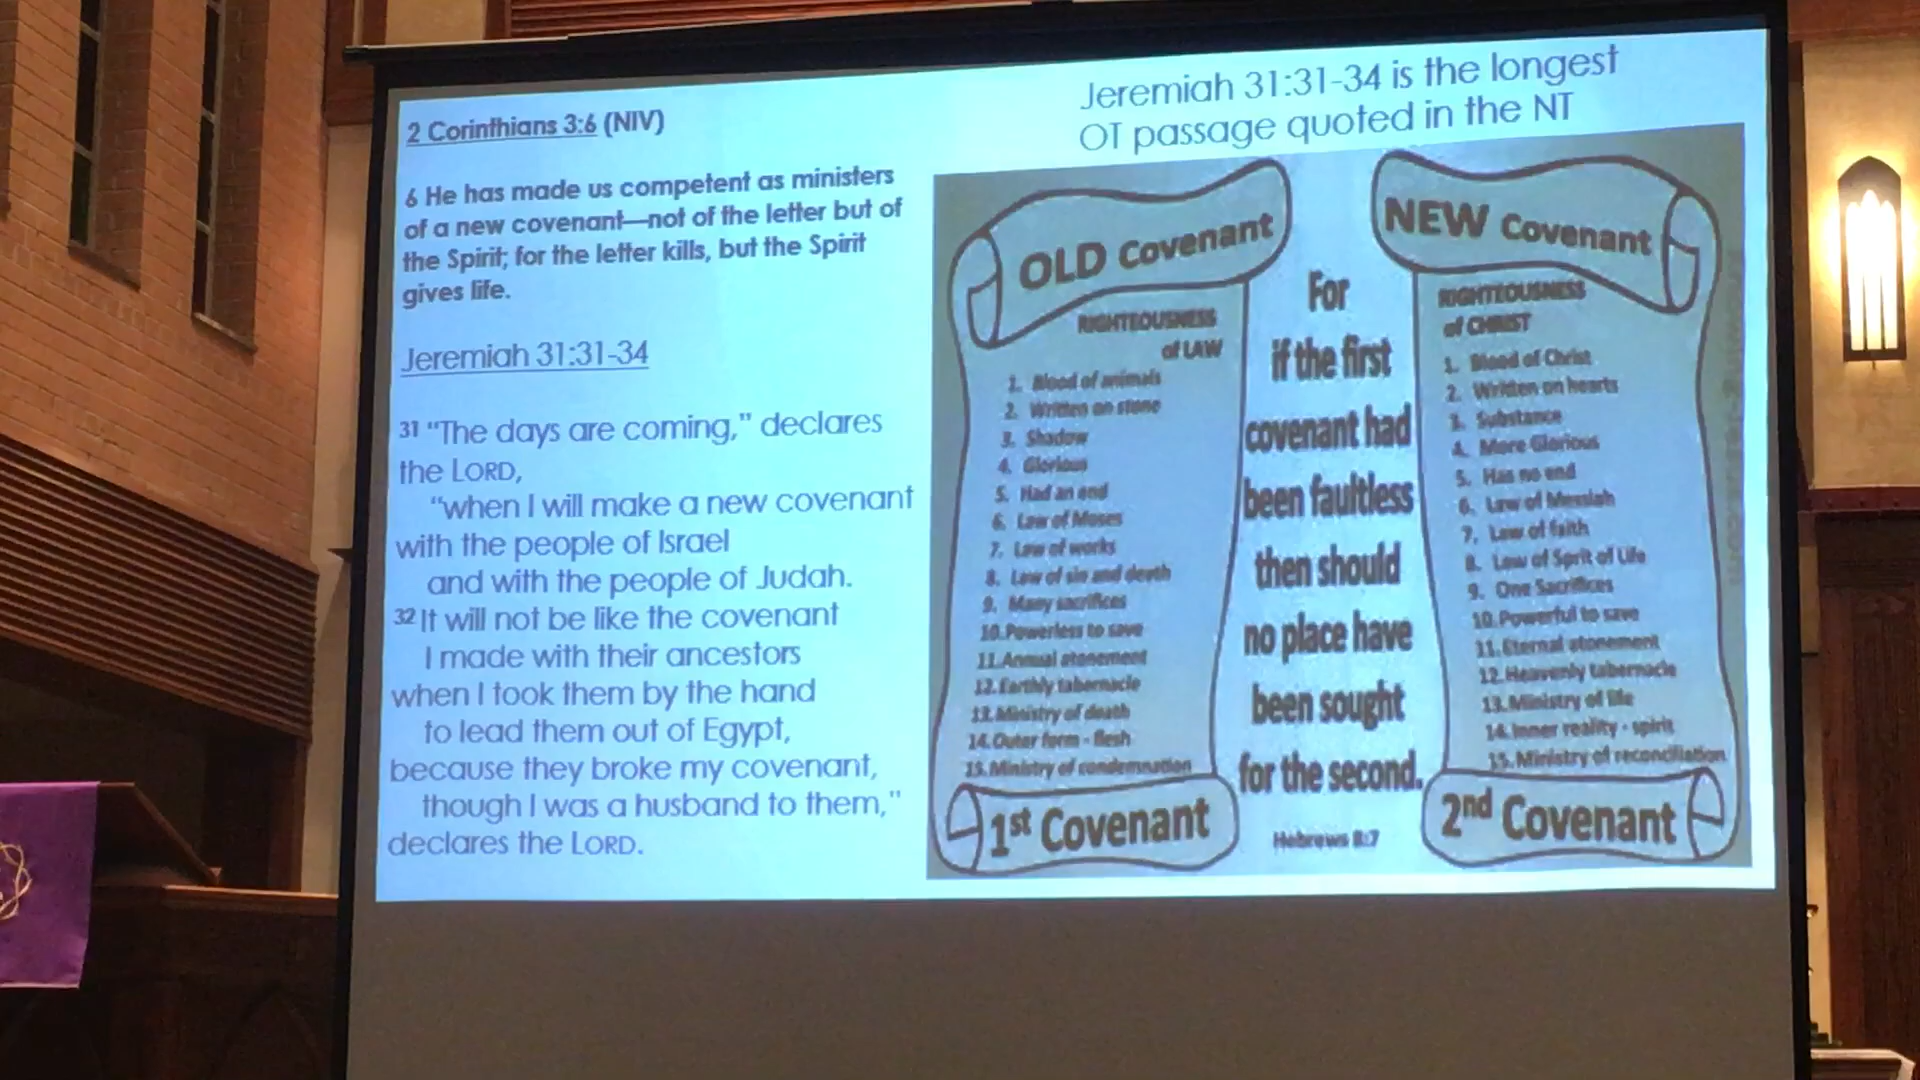 2 Corinthians 3:6 (NIV)
6 He has made us competent as ministers
of a new covenant—not of the letter but of
the Spirit; for the letter kills, but the Spirit
gives life.
Jeremiah 31:31-34
31 "The days are coming," declares
the LORD,
"when I will make a new covenant
with the people of Israel
and with the people of Judah.
32 It will not be like the covenant
I made with their ancestors
when I took them by the hand
to lead them out of Egypt,
because they broke my covenant,
though I was a husband to them,"
declares the LORD.
Jeremiah 31:31-34 is the longest
OT passage quoted in the NT
OLD Covenant
RIGHTEOUSNESS
of LAW
1. Blood of animals
2. Written on stone
3. Shadow
4. Glorious
5. Had an end
6. Law of Moses
7. Law of works
8. Law of sin and death
9. Many sacrifices
10. Powerless to save
11. Annual atonement
12. Earthly tabernacle
13. Ministry of death
14. Outer form - flesh
15. Ministry of condemnation
1st Covenant
For
if the first
covenant had
been faultless
then should
no place have
been sought
for the second.
Hebrews 8:7
NEW Covenant
RIGHTEOUSNESS
of CHRIST
1. Blood of Christ
2. Written on hearts
3. Substance
4. More Glorious
5. Has no end
6. Law of Messiah
7. Law of faith
8. Law of Sprit of Life
9. One Sacrifices
10. Powerful to save
11. Eternal atonement
12. Heavenly tabernacle
13. Ministry of life
14. Inner reality - spirit
15. Ministry of reconciliation
2nd Covenant